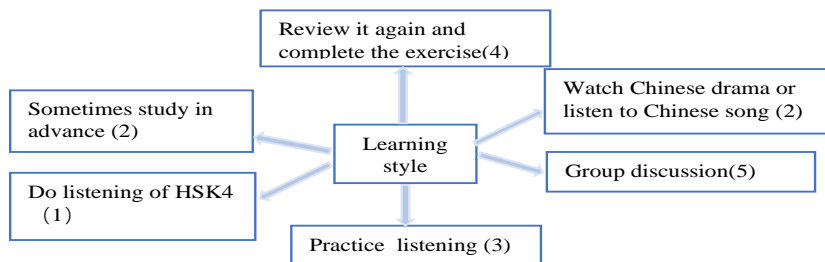 Review it again and
complete the exercise(4)
Watch Chinese drama or
listen to Chinese song (2)
Sometimes study in
advance (2)
Learning
style
Group discussion(5)
Do listening of HSK4
（1）
Practice listening (3)